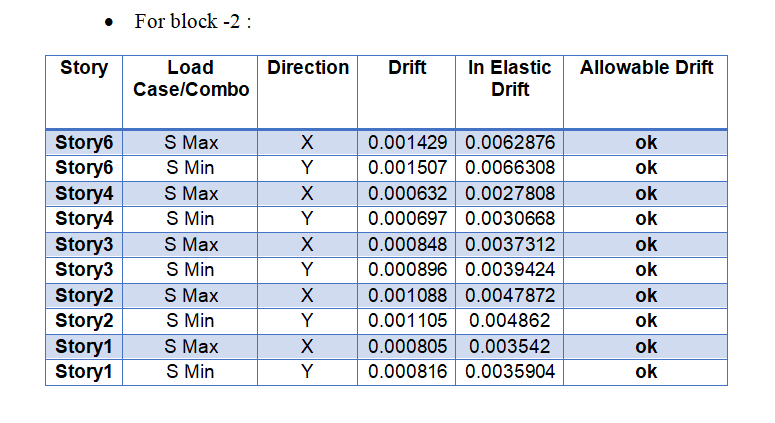 • For block -2 :
Story Load Case/Combo Direction Drift In Elastic Drift Allowable Drift
Story6 S Max X 0.001429 0.0062876 ok
Story6 S Min Y 0.001507 0.0066308 ok
Story4 S Max X 0.000632 0.0027808 ok
Story4 S Min Y 0.000697 0.0030668 ok
Story3 S Max X 0.000848 0.0037312 ok
Story3 S Min Y 0.000896 0.0039424 ok
Story2 S Max X 0.001088 0.0047872 ok
Story2 S Min Y 0.001105 0.004862 ok
Story1 S Max X 0.000805 0.003542 ok
Story1 S Min Y 0.000816 0.0035904 ok